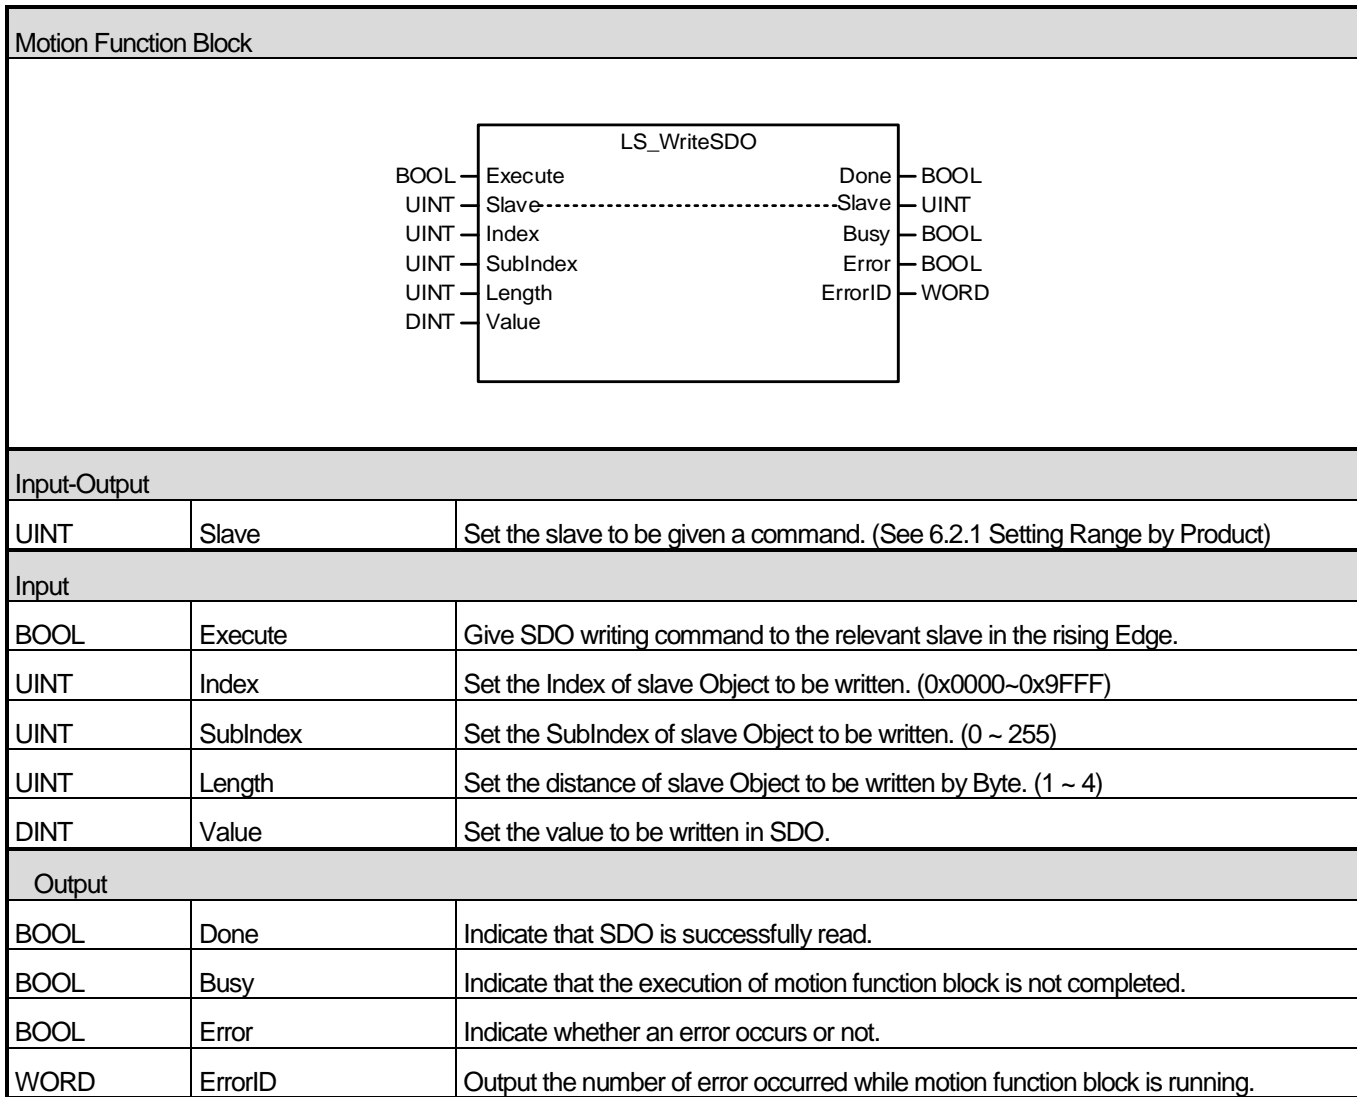 Motion Function Block
LS_WriteSDO
BOOL Execute Done BOOL
UINT Slave Slave UINT
UINT Index Busy BOOL
UINT SubIndex Error BOOL
UINT Length ErrorID WORD
DINT Value
Input-Output
UINT Slave Set the slave to be given a command. (See 6.2.1 Setting Range by Product)
Input
BOOL Execute Give SDO writing command to the relevant slave in the rising Edge.
UINT Index Set the Index of slave Object to be written. (0x0000~0x9FFF)
UINT SubIndex Set the SubIndex of slave Object to be written. (0 ~ 255)
UINT Length Set the distance of slave Object to be written by Byte. (1 ~ 4)
DINT Value Set the value to be written in SDO.
Output
BOOL Done Indicate that SDO is successfully read.
BOOL Busy Indicate that the execution of motion function block is not completed.
BOOL Error Indicate whether an error occurs or not.
WORD ErrorID Output the number of error occurred while motion function block is running.